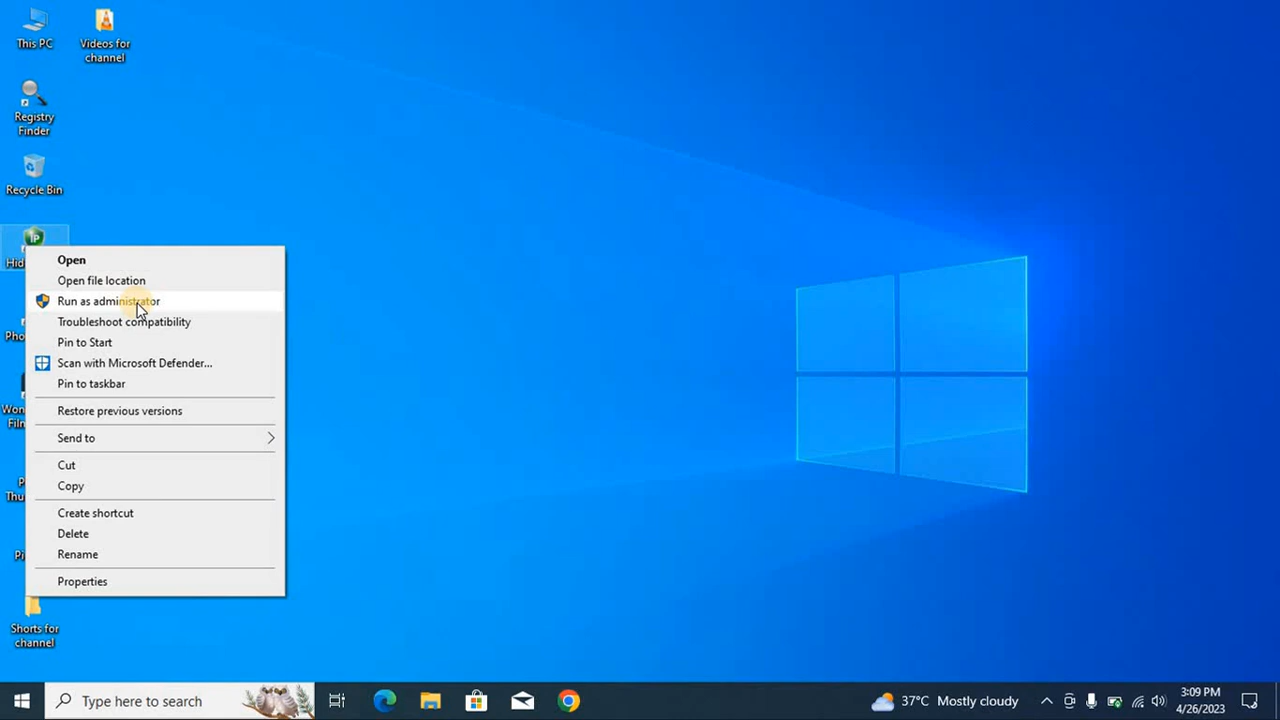 This PC
Videos for
channel
Registry
Finder
Recycle Bin
IP
Open
Open file location
Run as administrator
Troubleshoot compatibility
Pin to Start
Scan with Microsoft Defender...
Pin to taskbar
Restore previous versions
Send to
Cut
Copy
Create shortcut
Delete
Rename
Properties
Shorts for
channel
Type here to search
37°C Mostly cloudy
3:09 PM
4/26/2023